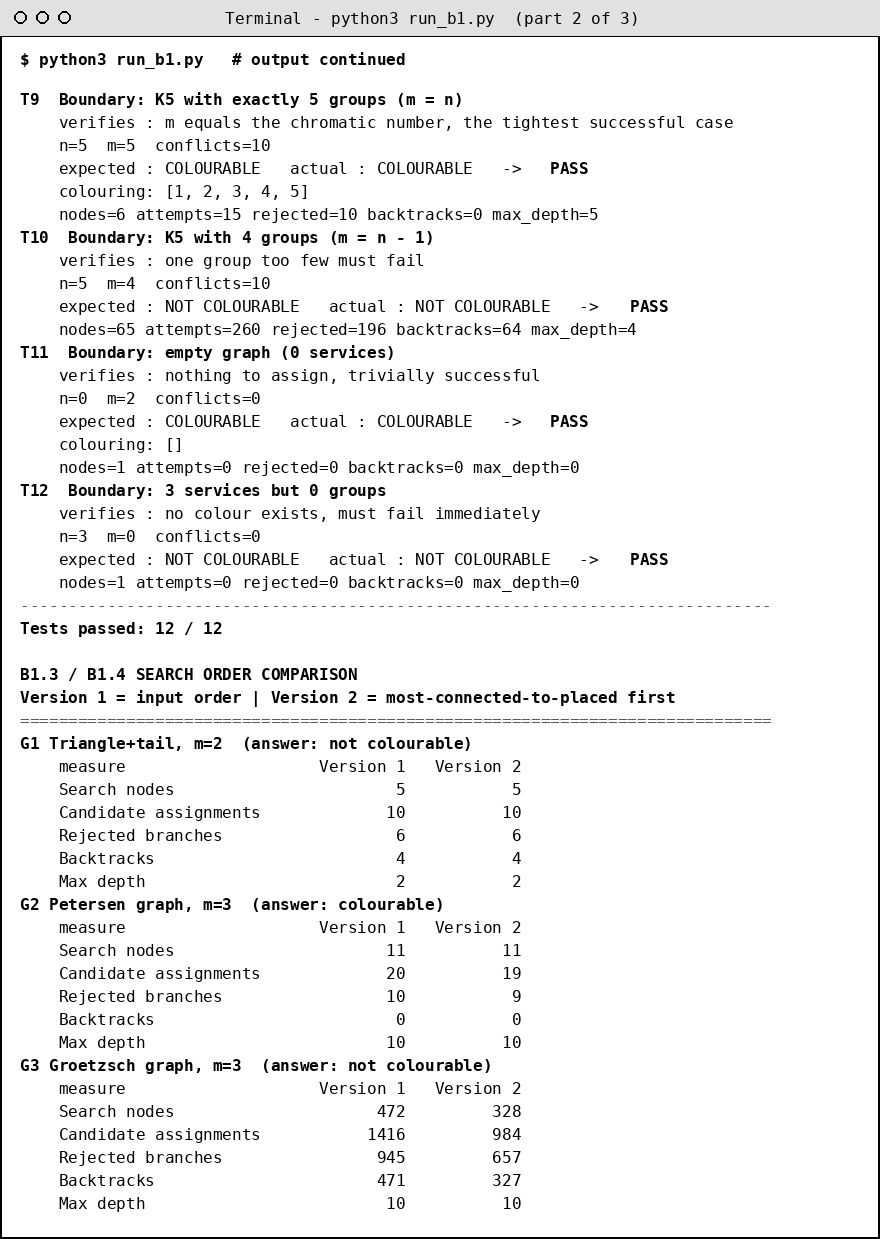 Terminal - python3 run_b1.py  (part 2 of 3)
$ python3 run_b1.py   # output continued
T9  Boundary: K5 with exactly 5 groups (m = n)
    verifies : m equals the chromatic number, the tightest successful case
    n=5  m=5  conflicts=10
    expected : COLOURABLE   actual : COLOURABLE   ->   PASS
    colouring: [1, 2, 3, 4, 5]
    nodes=6 attempts=15 rejected=10 backtracks=0 max_depth=5
T10  Boundary: K5 with 4 groups (m = n - 1)
    verifies : one group too few must fail
    n=5  m=4  conflicts=10
    expected : NOT COLOURABLE   actual : NOT COLOURABLE   ->   PASS
    nodes=65 attempts=260 rejected=196 backtracks=64 max_depth=4
T11  Boundary: empty graph (0 services)
    verifies : nothing to assign, trivially successful
    n=0  m=2  conflicts=0
    expected : COLOURABLE   actual : COLOURABLE   ->   PASS
    colouring: []
    nodes=1 attempts=0 rejected=0 backtracks=0 max_depth=0
T12  Boundary: 3 services but 0 groups
    verifies : no colour exists, must fail immediately
    n=3  m=0  conflicts=0
    expected : NOT COLOURABLE   actual : NOT COLOURABLE   ->   PASS
    nodes=1 attempts=0 rejected=0 backtracks=0 max_depth=0
------------------------------------------------------------------------------
Tests passed: 12 / 12
B1.3 / B1.4 SEARCH ORDER COMPARISON
Version 1 = input order | Version 2 = most-connected-to-placed first
==============================================================================
G1 Triangle+tail, m=2  (answer: not colourable)
    measure                    Version 1   Version 2
    Search nodes                       5           5
    Candidate assignments             10          10
    Rejected branches                  6           6
    Backtracks                         4           4
    Max depth                          2           2
G2 Petersen graph, m=3  (answer: colourable)
    measure                    Version 1   Version 2
    Search nodes                      11          11
    Candidate assignments             20          19
    Rejected branches                 10           9
    Backtracks                         0           0
    Max depth                         10          10
G3 Groetzsch graph, m=3  (answer: not colourable)
    measure                    Version 1   Version 2
    Search nodes                     472         328
    Candidate assignments           1416         984
    Rejected branches                945         657
    Backtracks                       471         327
    Max depth                         10          10